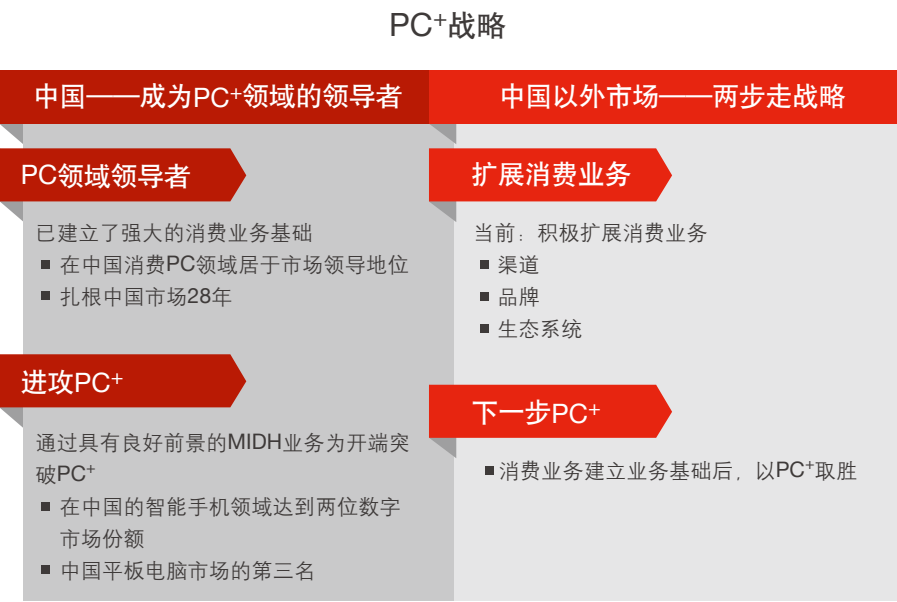 PC⁺战略
中国——成为PC⁺领域的领导者
PC领域领导者
已建立了强大的消费业务基础
■ 在中国消费PC领域居于市场领导地位
■ 扎根中国市场28年
进攻PC⁺
通过具有良好前景的MIDH业务为开端突
破PC⁺
■ 在中国的智能手机领域达到两位数字
市场份额
■ 中国平板电脑市场的第三名
中国以外市场——两步走战略
扩展消费业务
当前：积极扩展消费业务
■ 渠道
■ 品牌
■ 生态系统
下一步PC⁺
■ 消费业务建立业务基础后，以PC⁺取胜